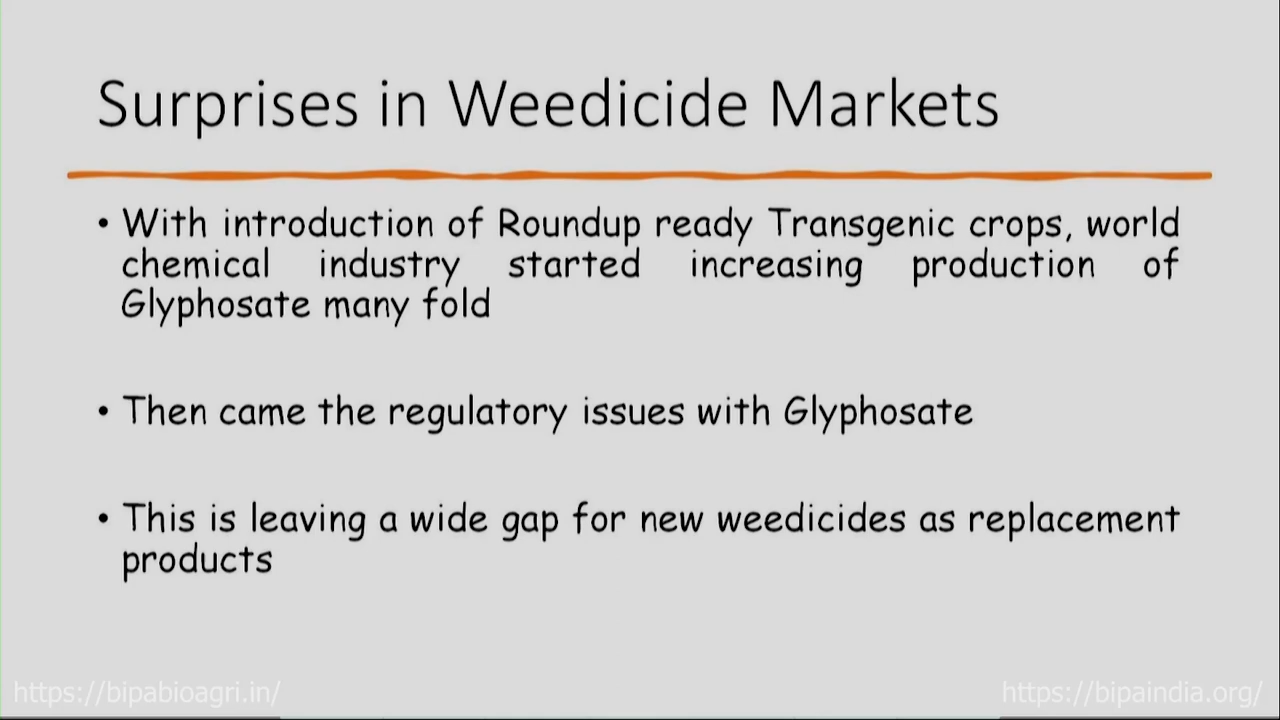 Surprises in Weedicide Markets
• With introduction of Roundup ready Transgenic crops, world
chemical industry started increasing production of
Glyphosate many fold
• Then came the regulatory issues with Glyphosate
• This is leaving a wide gap for new weedicides as replacement
products
https://bipabioagri.in/
https://bipaindia.org/